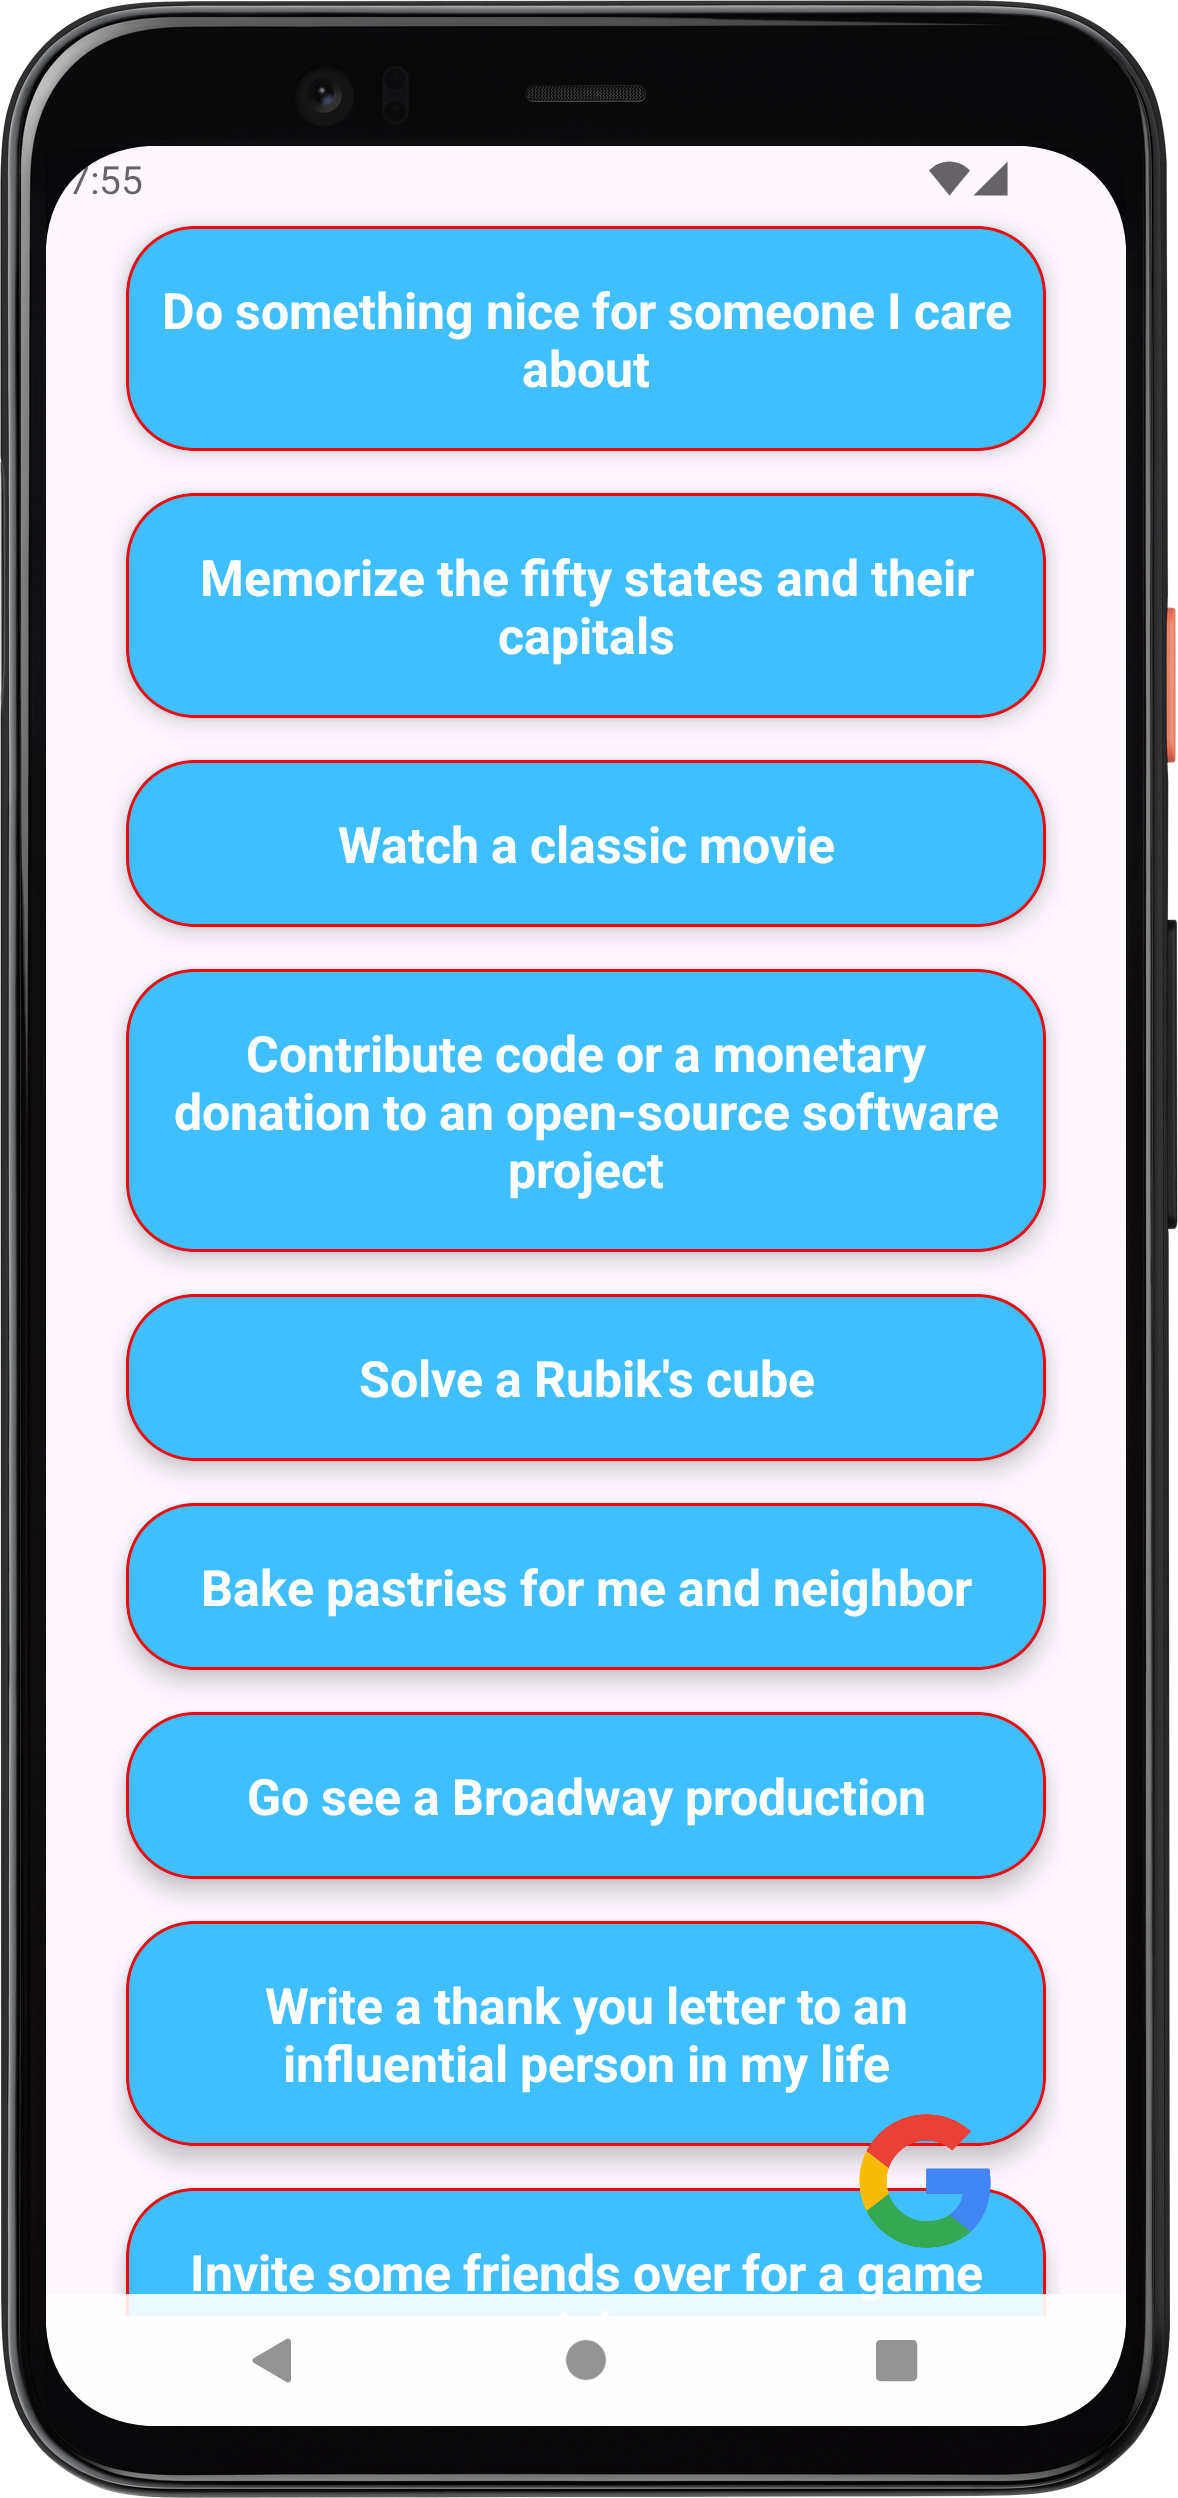 7:55
Do something nice for someone I care
about
Memorize the fifty states and their
capitals
Watch a classic movie
Contribute code or a monetary
donation to an open-source software
project
Solve a Rubik's cube
Bake pastries for me and neighbor
Go see a Broadway production
Write a thank you letter to an
influential person in my life
Invite some friends over for a game